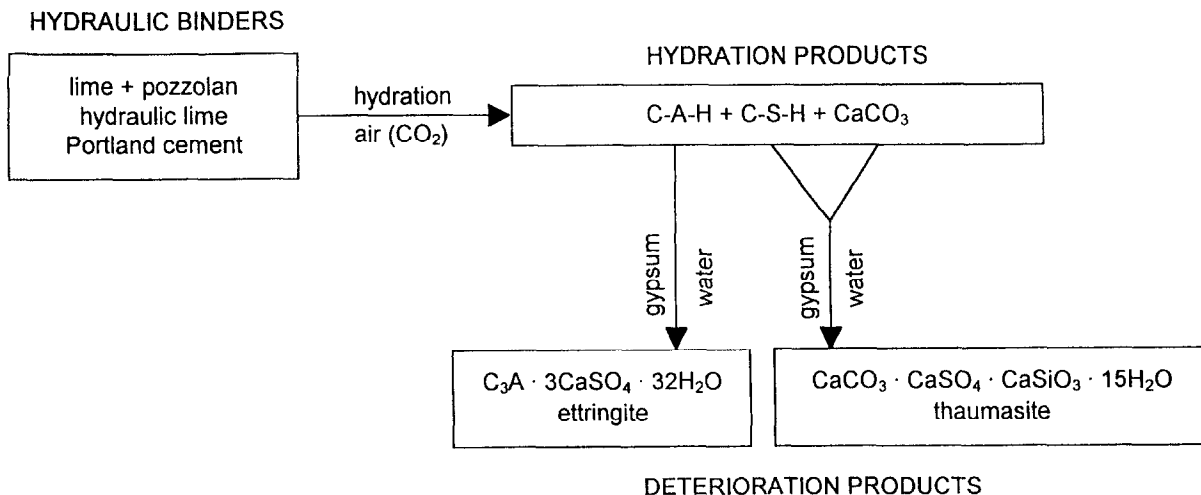 HYDRAULIC BINDERS
lime + pozzolan
hydraulic lime
Portland cement
hydration
air (CO₂)
HYDRATION PRODUCTS
C-A-H + C-S-H + CaCO₃
gypsum
water
gypsum
water
C₃A · 3CaSO₄ · 32H₂O
ettringite
CaCO₃ · CaSO₄ · CaSiO₃ · 15H₂O
thaumasite
DETERIORATION PRODUCTS